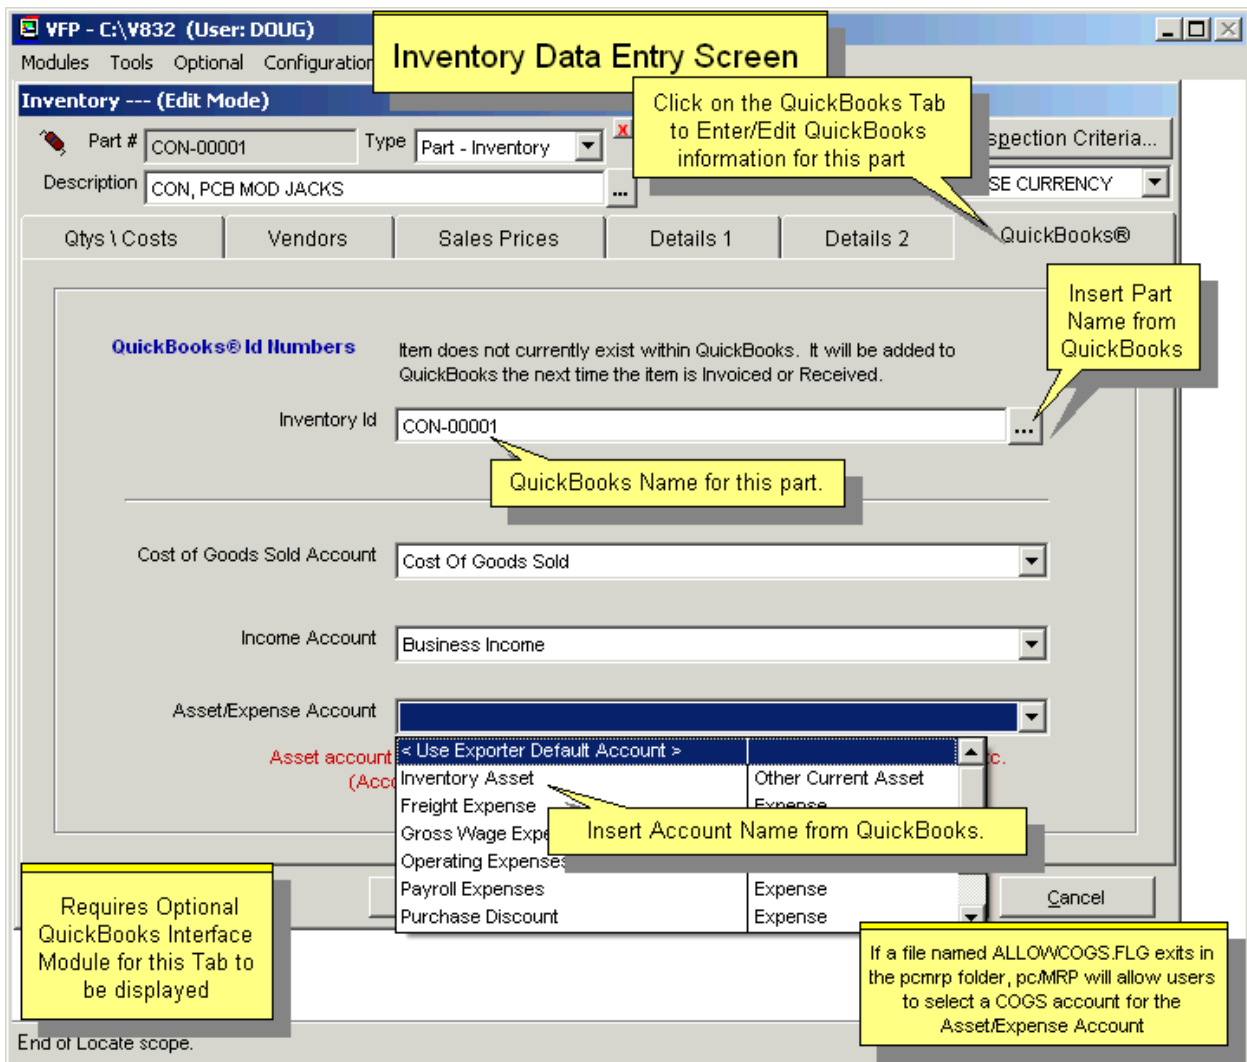 VFP - C:\V832 (User: DOUG)
Modules Tools Optional Configuration
Inventory Data Entry Screen
Inventory --- (Edit Mode)
Click on the QuickBooks Tab
to Enter/Edit QuickBooks
information for this part
Part # CON-00001 Type Part - Inventory x spection Criteria...
Description CON, PCB MOD JACKS ... SE CURRENCY
Qtys \ Costs Vendors Sales Prices Details 1 Details 2 QuickBooks®
Insert Part
Name from
QuickBooks
QuickBooks® Id Numbers
Item does not currently exist within QuickBooks. It will be added to
QuickBooks the next time the item is Invoiced or Received.
Inventory Id CON-00001 ...
QuickBooks Name for this part.
Cost of Goods Sold Account Cost Of Goods Sold
Income Account Business Income
Asset/Expense Account
Asset account c.
(Acc
< Use Exporter Default Account >
Inventory Asset Other Current Asset
Freight Expense Expense
Gross Wage Expe
Insert Account Name from QuickBooks.
Operating Expenses
Payroll Expenses Expense
Purchase Discount Expense
Cancel
Requires Optional
QuickBooks Interface
Module for this Tab to
be displayed
If a file named ALLOWCOGS.FLG exits in
the pcmrp folder, pc/MRP will allow users
to select a COGS account for the
Asset/Expense Account
End of Locate scope.